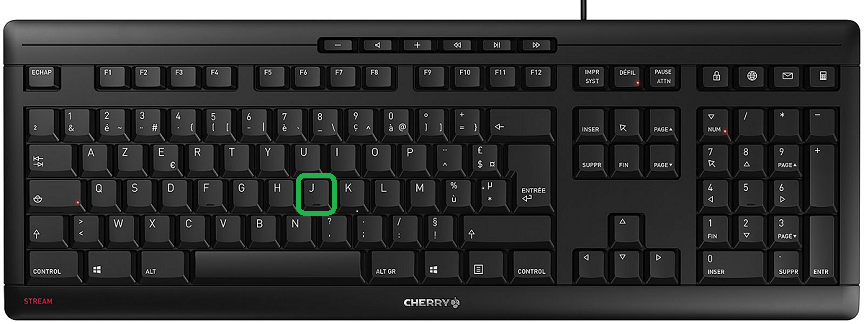 ECHAP F1 F2 F3 F4 F5 F6 F7 F8 F9 F10 F11 F12 IMPR SYST DÉFIL PAUSE ATTN
² 1 & 2 é ~ 3 " # 4 ' { 5 ( [ 6 - | 7 è ` 8 _ \ 9 ç ^ 0 à @ ° ) ] + = } INSER PAGE NUM / * -
A Z E € R T Y U I O P ¨ ^ £ $ ¤ SUPPR FIN PAGE 7 8 9 PAGE +
Q S D F G H J K L M % ù µ * ENTRÉE 4 5 6
> < W X C V B N ? , . ; / : § ! 1 FIN 2 3 PAGE
CONTROL ALT ALT GR CONTROL 0 INSER . SUPPR ENTR
STREAM CHERRY